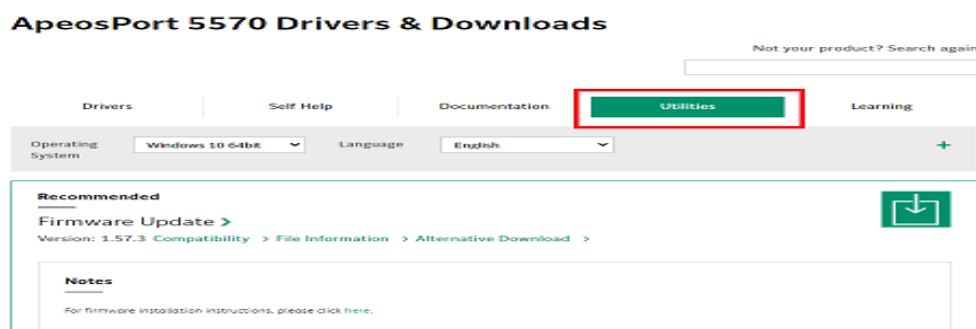 ApeosPort 5570 Drivers & Downloads
Not your product? Search again
Drivers Self Help Documentation Utilities Learning
Operating System Windows 10 64bit Language English +
Recommended
Firmware Update >
Version: 1.57.3 Compatibility > File Information > Alternative Download >
Notes
For firmware installation instructions, please click here.